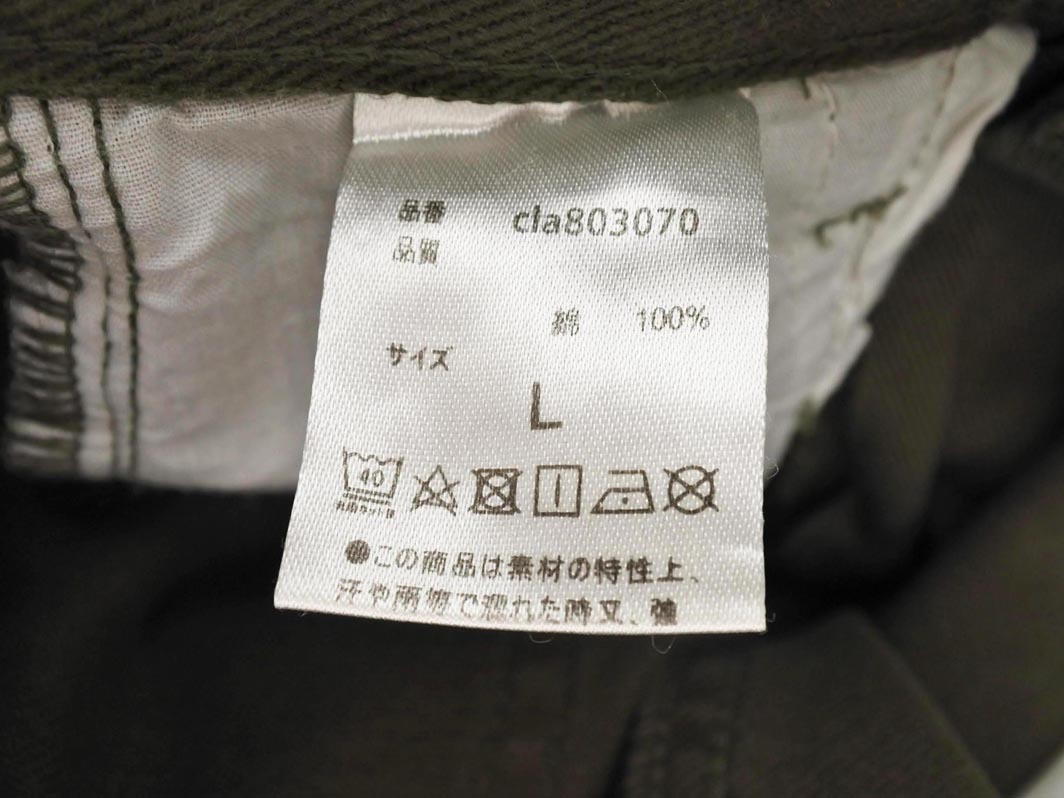 品番 cla803070
品質
綿 100%
サイズ
L
40
●この商品は素材の特性上、
汗や雨等で濡れた時又、強